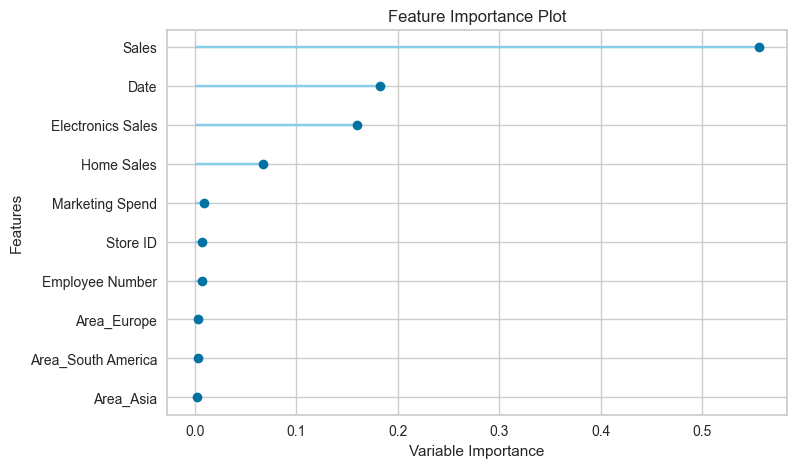 Feature Importance Plot
Sales
Date
Electronics Sales
Home Sales
Marketing Spend
Store ID
Employee Number
Area_Europe
Area_South America
Area_Asia
Features
0.0 0.1 0.2 0.3 0.4 0.5
Variable Importance